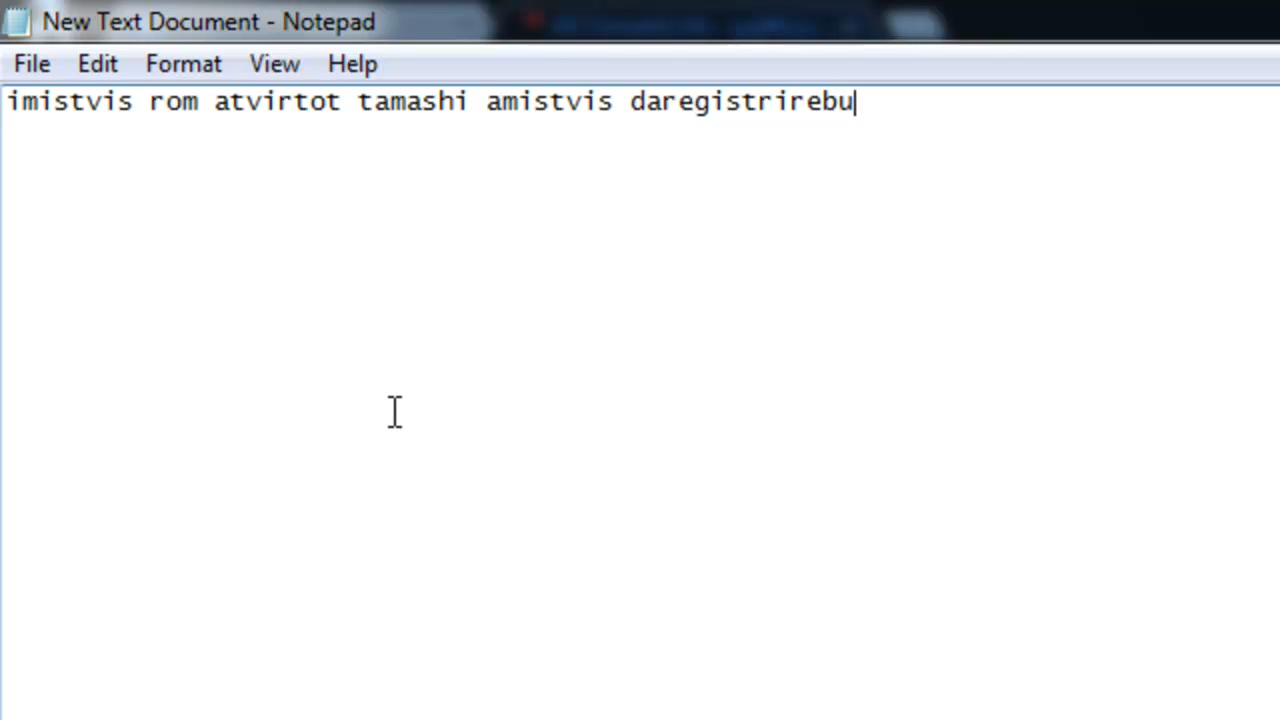 New Text Document - Notepad
File Edit Format View Help
imistvis rom atvirtot tamashi amistvis daregistrirebu